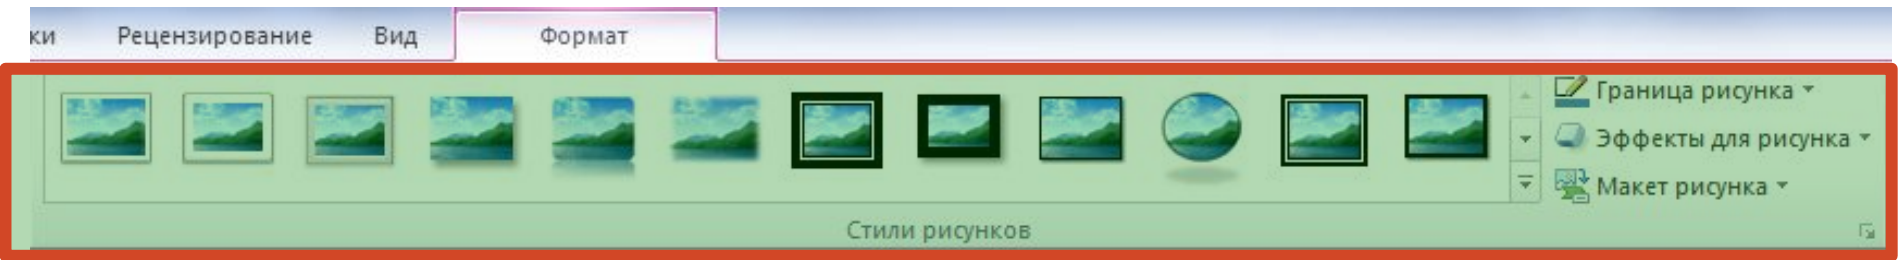 ки Рецензирование Вид Формат
Граница рисунка
Эффекты для рисунка
Макет рисунка
Стили рисунков